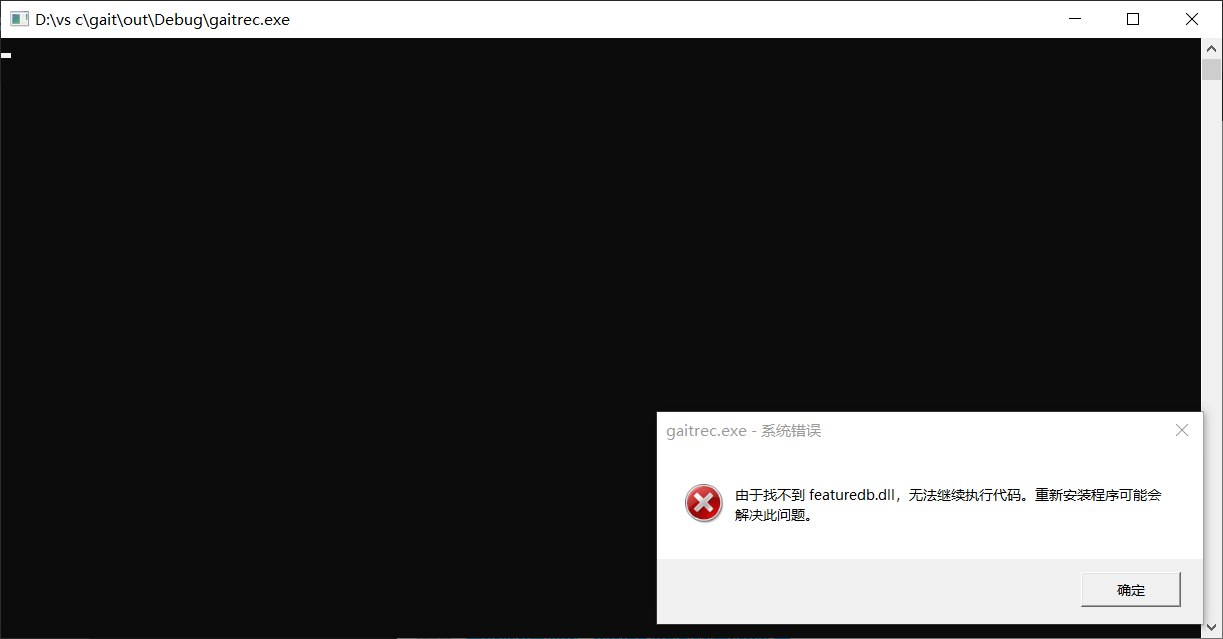 D:\vs c\gait\out\Debug\gaitrec.exe
gaitrec.exe - 系统错误
由于找不到 featuredb.dll，无法继续执行代码。重新安装程序可能会
解决此问题。
确定